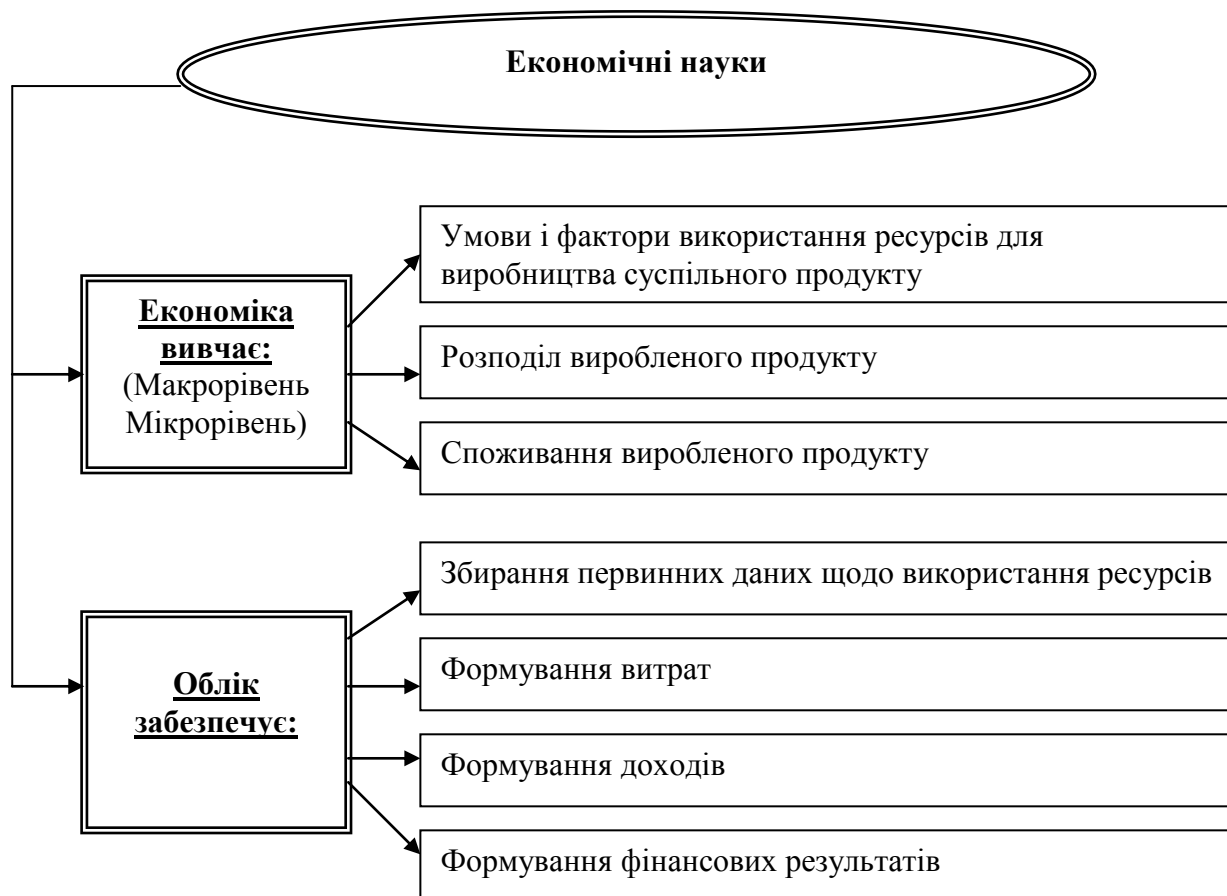 Економічні науки
Умови і фактори використання ресурсів для
виробництва суспільного продукту
Економіка
вивчає:
(Макрорівень
Мікрорівень)
Розподіл виробленого продукту
Споживання виробленого продукту
Збирання первинних даних щодо використання ресурсів
Облік
забезпечує:
Формування витрат
Формування доходів
Формування фінансових результатів